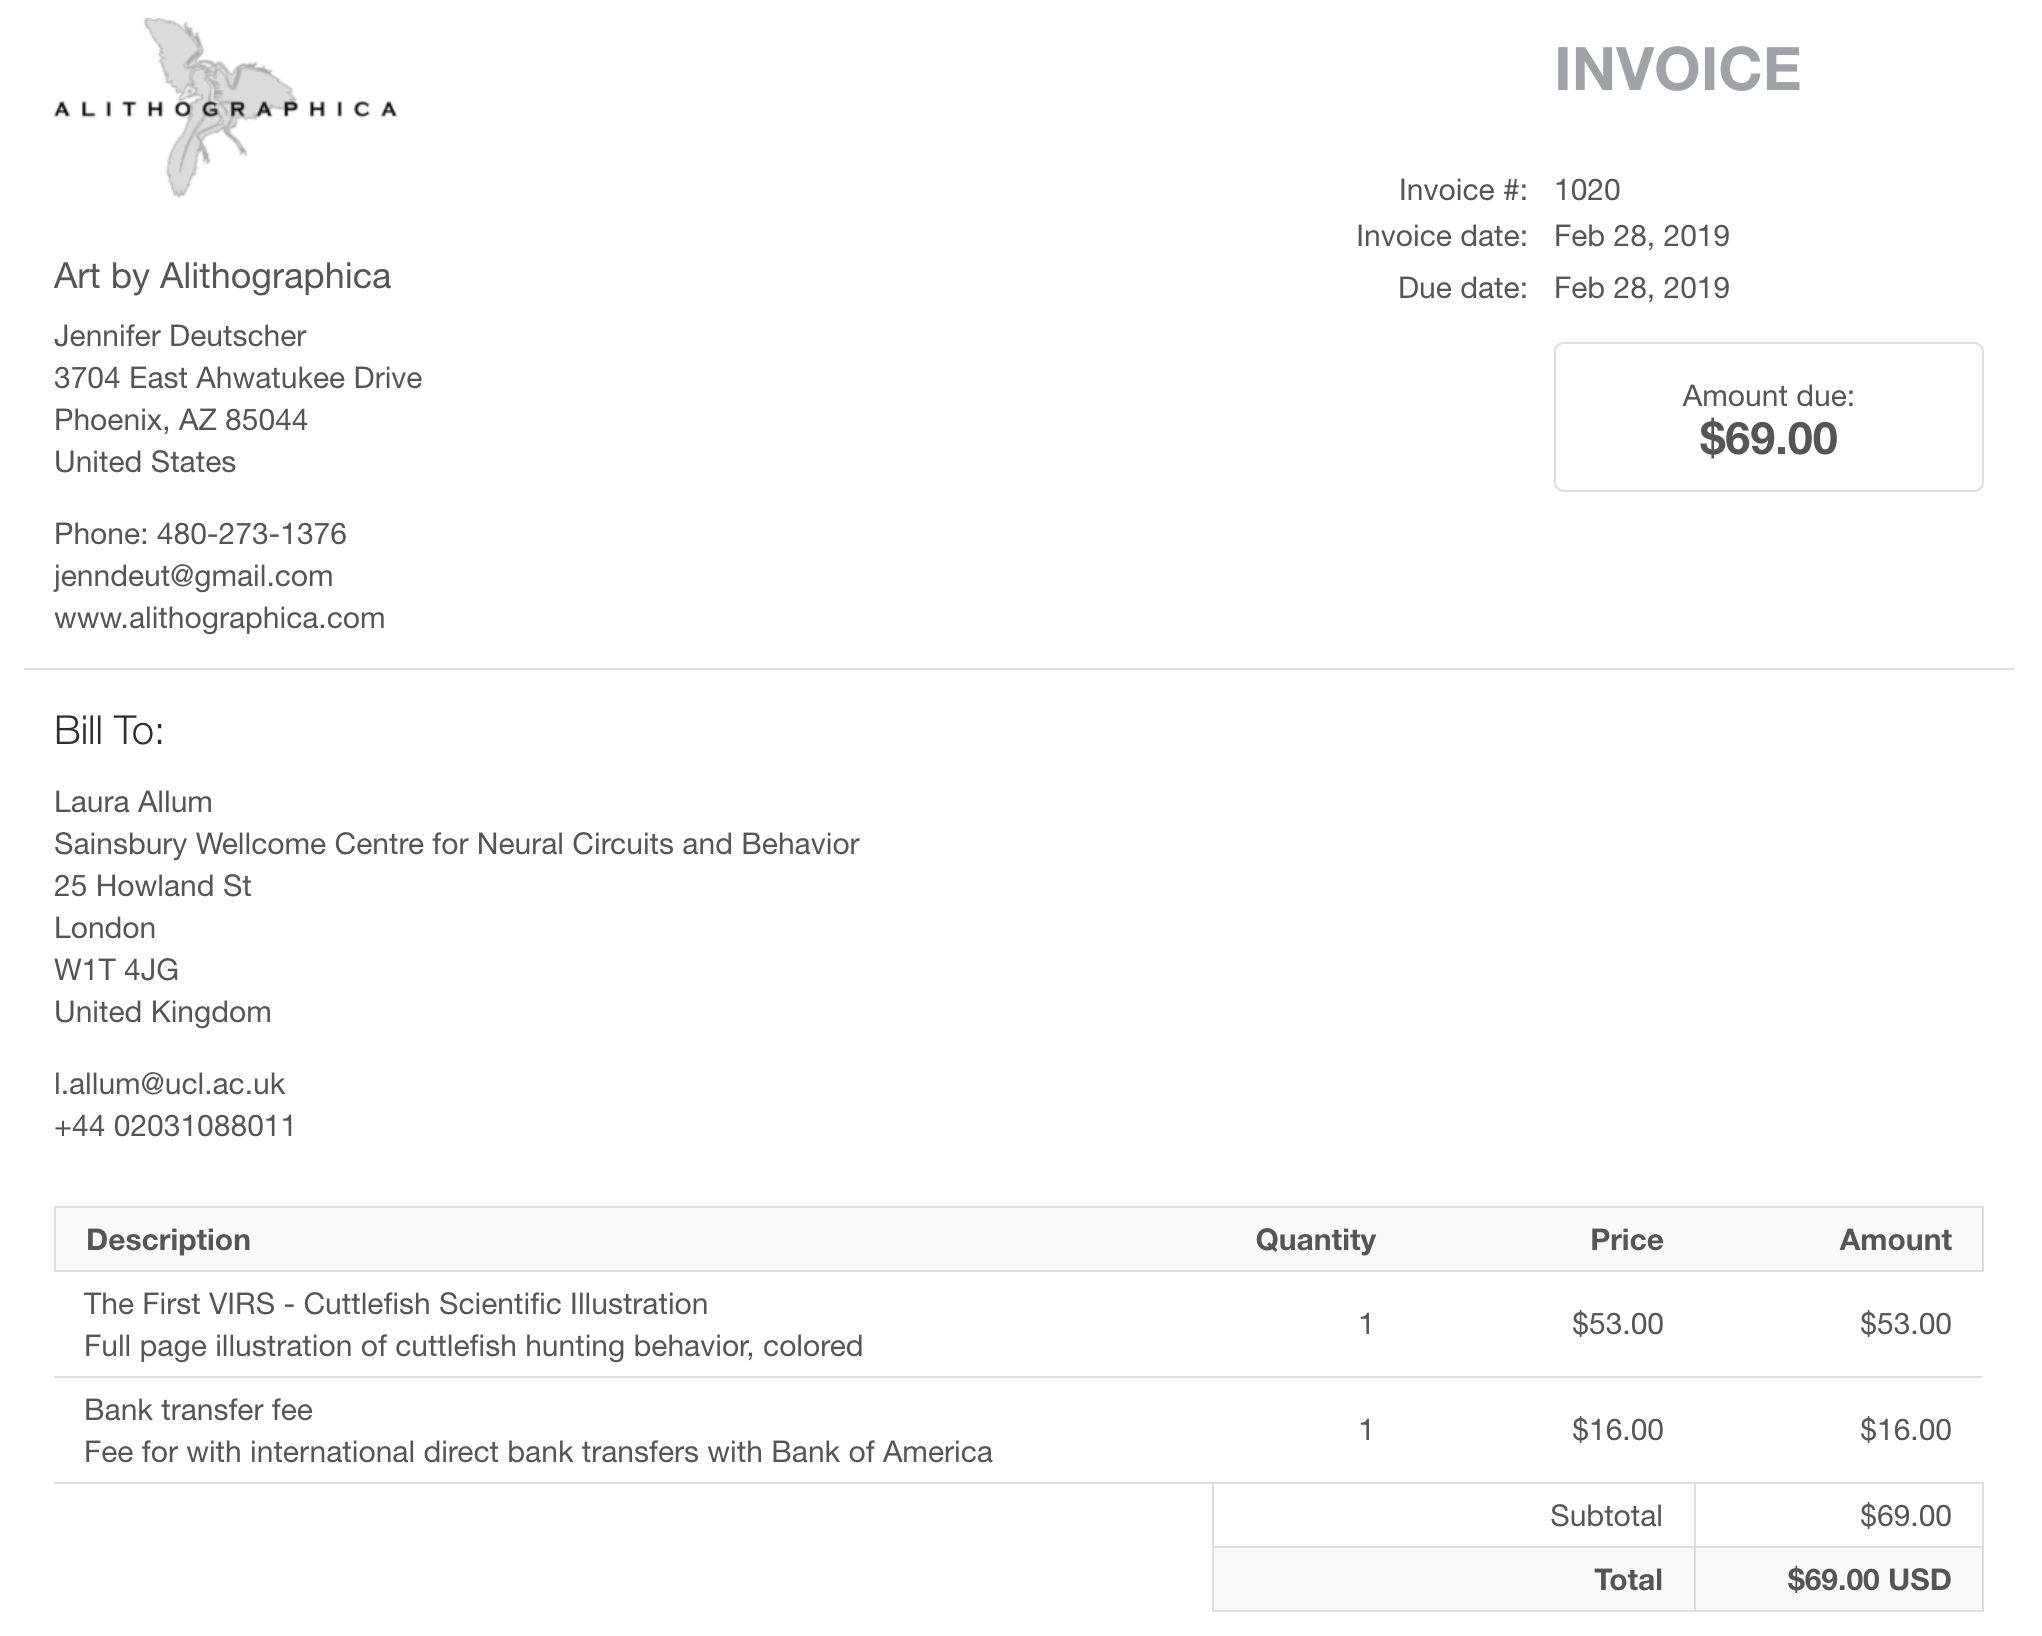 ALITHOGRAPHICA
INVOICE
Invoice #: 1020
Invoice date: Feb 28, 2019
Due date: Feb 28, 2019
Amount due:
$69.00
Art by Alithographica
Jennifer Deutscher
3704 East Ahwatukee Drive
Phoenix, AZ 85044
United States
Phone: 480-273-1376
jenndeut@gmail.com
www.alithographica.com
Bill To:
Laura Allum
Sainsbury Wellcome Centre for Neural Circuits and Behavior
25 Howland St
London
W1T 4JG
United Kingdom
l.allum@ucl.ac.uk
+44 02031088011
Description Quantity Price Amount
The First VIRS - Cuttlefish Scientific Illustration
Full page illustration of cuttlefish hunting behavior, colored
1 $53.00 $53.00
Bank transfer fee
Fee for with international direct bank transfers with Bank of America
1 $16.00 $16.00
Subtotal $69.00
Total $69.00 USD